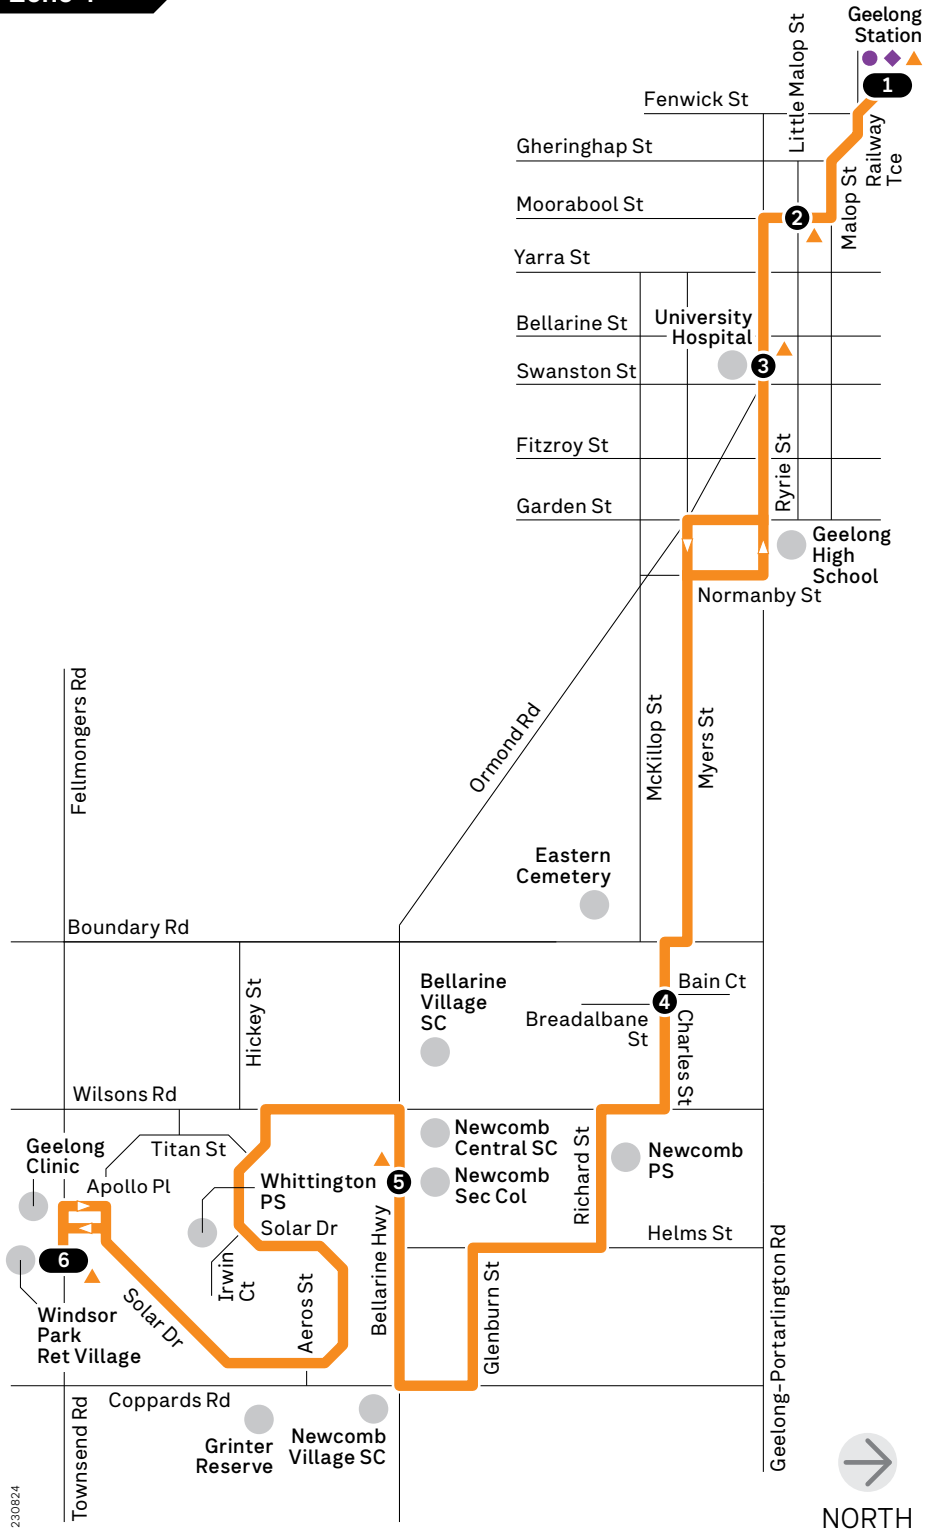 Geelong
Station
1
Little Malop St
Fenwick St
Railway
Tce
Gheringhap St
Malop St
Moorabool St
2
Yarra St
Bellarine St
University
Hospital
3
Swanston St
Ryrie St
Fitzroy St
Garden St
Geelong
High
School
Normanby St
Fellmongers Rd
Ormond Rd
McKillop St
Myers St
Eastern
Cemetery
Boundary Rd
Hickey St
Bellarine
Village
SC
Bain Ct
4
Breadalbane
St
Charles St
Wilsons Rd
Geelong
Clinic
Titan St
Apollo Pl
Newcomb
Central SC
Richard St
Newcomb
PS
Whittington
PS
5
Newcomb
Sec Col
Solar Dr
Bellarine Hwy
Helms St
6
Irwin
Ct
Aeros St
Glenburn St
Geelong-Portarlington Rd
Windsor
Park
Ret Village
Solar Dr
Coppards Rd
Townsend Rd
Grinter
Reserve
Newcomb
Village SC
230824
NORTH